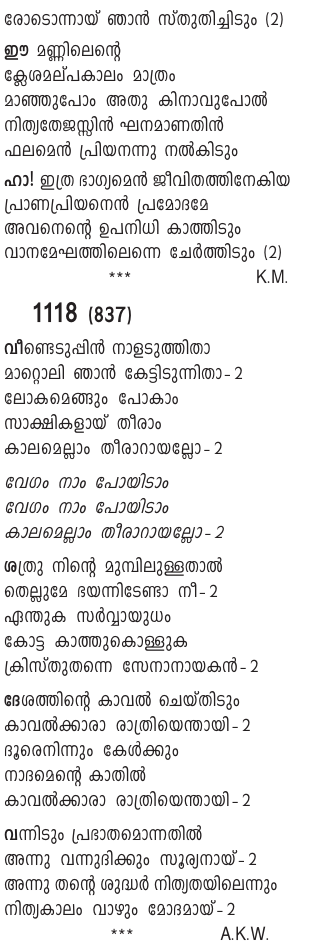 രോടൊന്നായ് ഞാൻ സ്തുതിച്ചിടും (2)
ഈ മണ്ണിലെന്റെ
ക്ലേശമല്പകാലം മാത്രം
മാഞ്ഞുപോം അതു കിനാവുപോൽ
നിത്യതേജസ്സിൻ ഘനമാണതിൻ
ഫലമെൻ പ്രിയനന്നു നൽകിടും
ഹാ! ഇത്ര ഭാഗ്യമെൻ ജീവിതത്തിനേകിയ
പ്രാണപ്രിയനെൻ പ്രമോദമേ
അവനെന്റെ ഉപനിധി കാത്തിടും
വാനമേഘത്തിലെന്നെ ചേർത്തിടും (2)
*** K.M.
1118 (837)
വീണ്ടെടുപ്പിൻ നാളടുത്തിതാ
മാറ്റൊലി ഞാൻ കേട്ടിടുന്നിതാ-2
ലോകമെങ്ങും പോകാം
സാക്ഷികളായ് തീരാം
കാലമെല്ലാം തീരാറായല്ലോ-2
വേഗം നാം പോയിടാം
വേഗം നാം പോയിടാം
കാലമെല്ലാം തീരാറായല്ലോ-2
ശത്രു നിന്റെ മുമ്പിലുള്ളതാൽ
തെല്ലുമേ ഭയന്നിടേണ്ടാ നീ-2
ഏന്തുക സർവ്വായുധം
കോട്ട കാത്തുകൊള്ളുക
ക്രിസ്തുതന്നെ സേനാനായകൻ-2
ദേശത്തിന്റെ കാവൽ ചെയ്തിടും
കാവൽക്കാരാ രാത്രിയെന്തായി-2
ദൂരെനിന്നും കേൾക്കും
നാദമെന്റെ കാതിൽ
കാവൽക്കാരാ രാത്രിയെന്തായി-2
വന്നിടും പ്രഭാതമൊന്നതിൽ
അന്നു വന്നുദിക്കും സൂര്യനായ്-2
അന്നു തന്റെ ശുദ്ധർ നിത്യതയിലെന്നും
നിത്യകാലം വാഴും മോദമായ്-2
*** A.K.W.